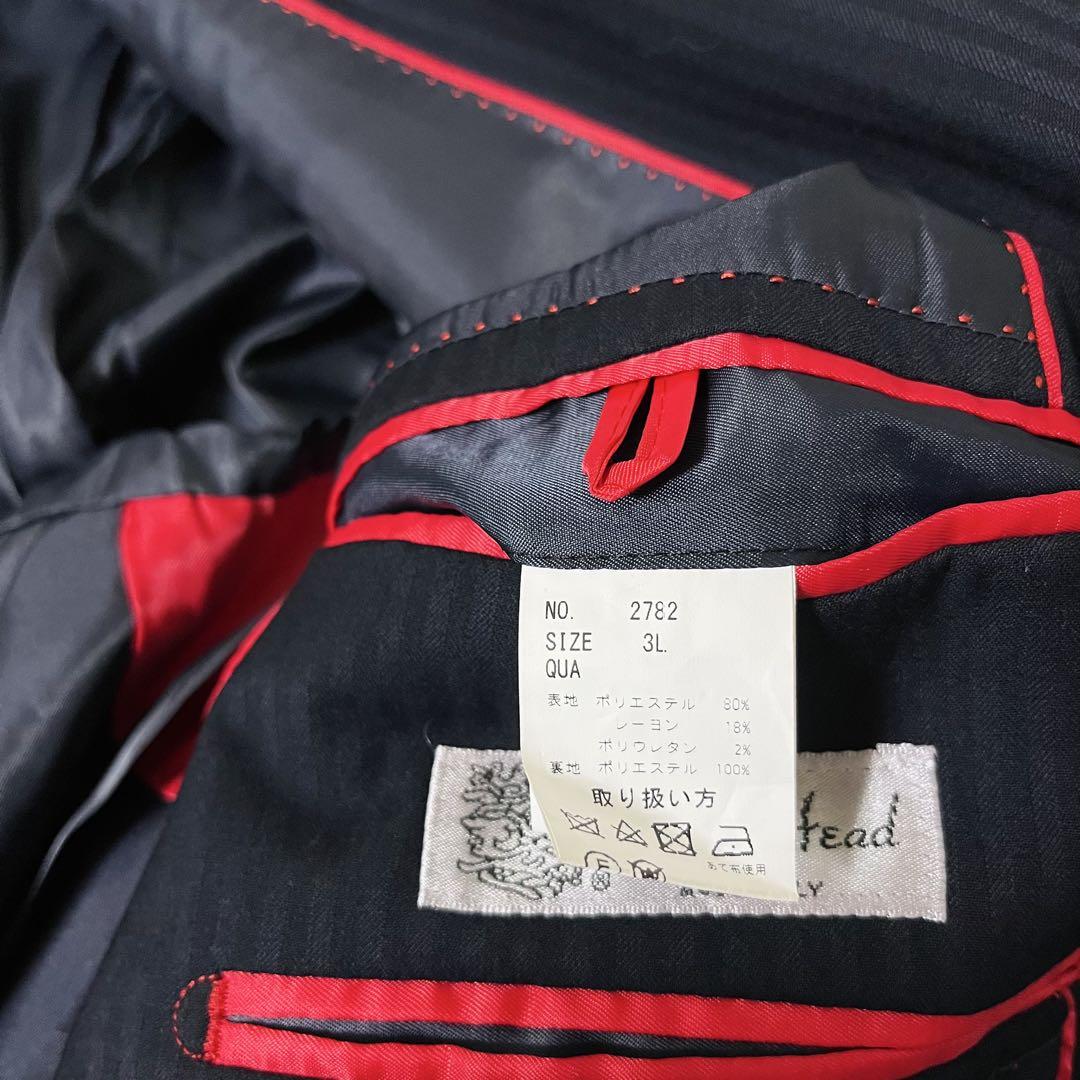 NO. 2782
SIZE 3L.
QUA
表地 ポリエステル 80%
レーヨン 18%
ポリウレタン 2%
裏地 ポリエステル 100%
取り扱い方
あて布使用
Head